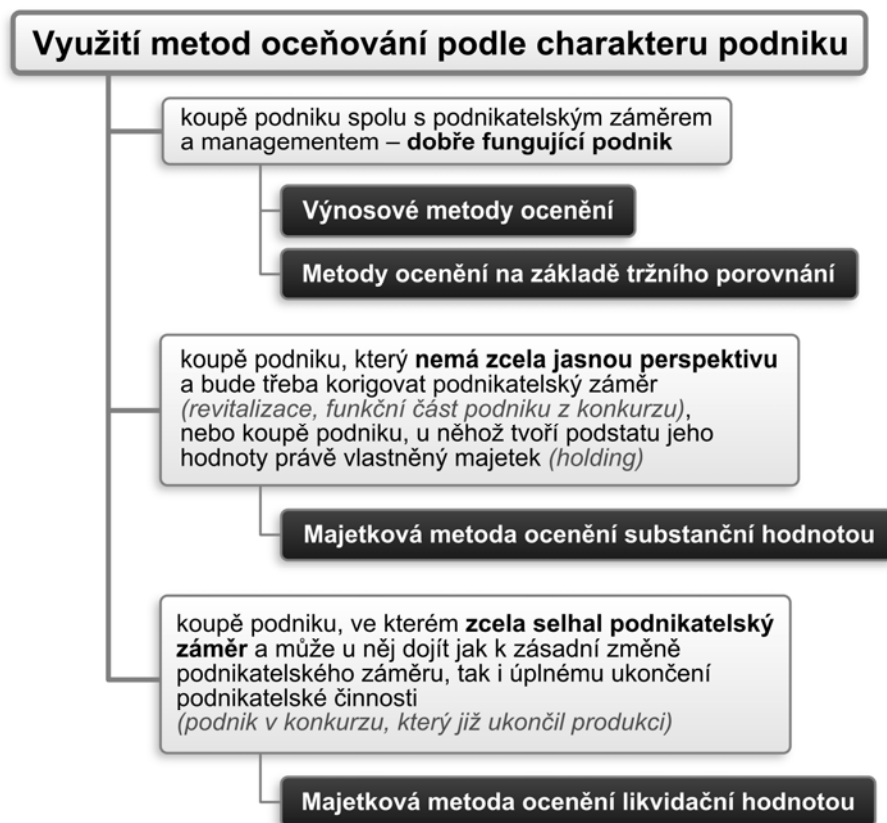 Využití metod oceňování podle charakteru podniku
koupě podniku spolu s podnikatelským záměrem
a managementem – dobře fungující podnik
Výnosové metody ocenění
Metody ocenění na základě tržního porovnání
koupě podniku, který nemá zcela jasnou perspektivu
a bude třeba korigovat podnikatelský záměr
(revitalizace, funkční část podniku z konkurzu),
nebo koupě podniku, u něhož tvoří podstatu jeho
hodnoty právě vlastněný majetek (holding)
Majetková metoda ocenění substanční hodnotou
koupě podniku, ve kterém zcela selhal podnikatelský
záměr a může u něj dojít jak k zásadní změně
podnikatelského záměru, tak i úplnému ukončení
podnikatelské činnosti
(podnik v konkurzu, který již ukončil produkci)
Majetková metoda ocenění likvidační hodnotou